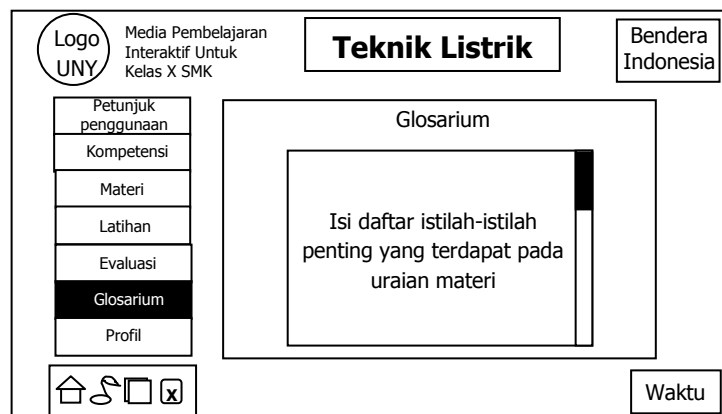 Logo
UNY
Media Pembelajaran
Interaktif Untuk
Kelas X SMK
Teknik Listrik
Bendera
Indonesia
Petunjuk
penggunaan
Kompetensi
Materi
Latihan
Evaluasi
Glosarium
Profil
Glosarium
Isi daftar istilah-istilah
penting yang terdapat pada
uraian materi
x
Waktu